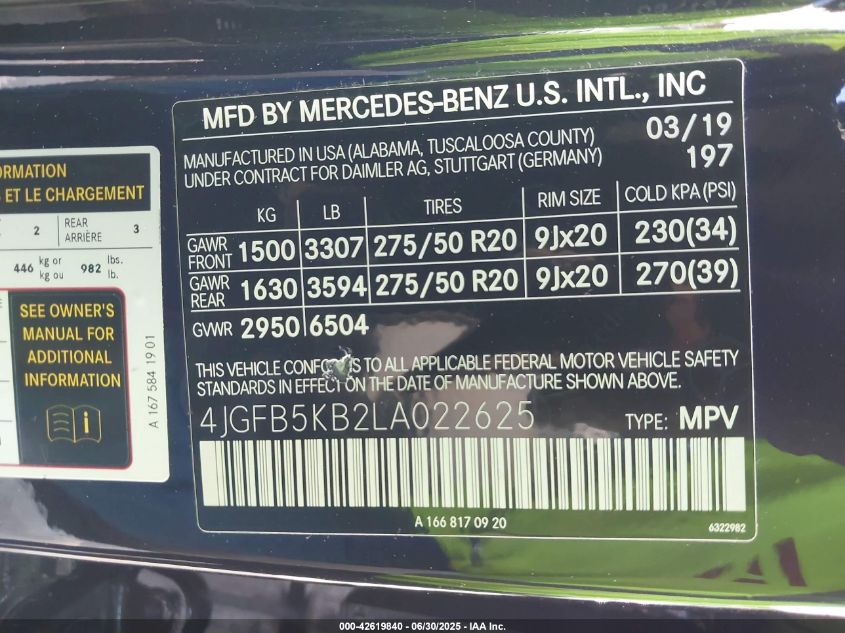 ORMATION
ET LE CHARGEMENT
2 REAR ARRIÈRE 3
446 kg or kg ou 982 lbs. lb.
SEE OWNER'S
MANUAL FOR
ADDITIONAL
INFORMATION
A 167 584 19 01
MFD BY MERCEDES-BENZ U.S. INTL., INC
MANUFACTURED IN USA (ALABAMA, TUSCALOOSA COUNTY) 03/19
UNDER CONTRACT FOR DAIMLER AG, STUTTGART (GERMANY) 197
KG LB TIRES RIM SIZE COLD KPA (PSI)
GAWR FRONT 1500 3307 275/50 R20 9Jx20 230(34)
GAWR REAR 1630 3594 275/50 R20 9Jx20 270(39)
GVWR 2950 6504
THIS VEHICLE CONFO S TO ALL APPLICABLE FEDERAL MOTOR VEHICLE SAFETY
STANDARDS IN EFFECT ON THE DATE OF MANUFACTURE SHOWN ABOVE.
4JGFB5KB2LA022625 TYPE: MPV
A 166 817 09 20
6322982
000-42619840 - 06/30/2025 - IAA Inc.